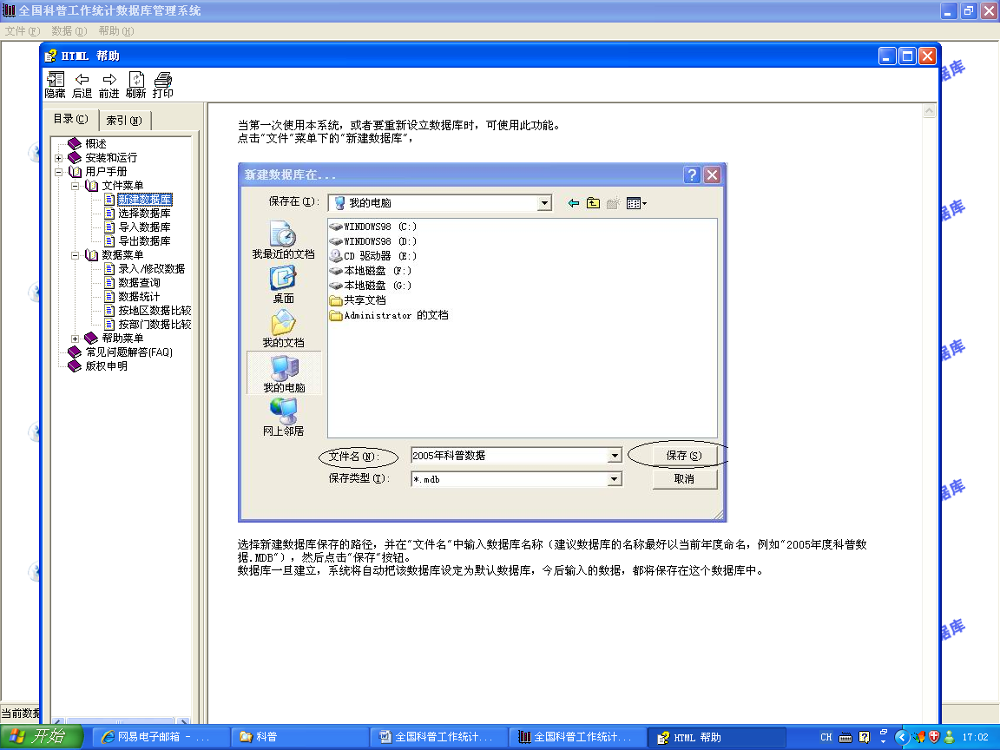 全国科普工作统计数据库管理系统
文件(F) 数据(D) 帮助(H)
HTML 帮助
隐藏 后退 前进 刷新 打印
目录(C) 索引(N)
概述
安装和运行
用户手册
文件菜单
新建数据库
选择数据库
导入数据库
导出数据库
数据菜单
录入/修改数据
数据查询
数据统计
按地区数据比较
按部门数据比较
帮助菜单
常见问题解答(FAQ)
版权申明
当第一次使用本系统，或者要重新设立数据库时，可使用此功能。
点击"文件"菜单下的"新建数据库"，
新建数据库在...
保存在(I): 我的电脑
我最近的文档
桌面
我的文档
我的电脑
网上邻居
WINDOWS98 (C:)
WINDOWS98 (D:)
CD 驱动器 (E:)
本地磁盘 (F:)
本地磁盘 (G:)
共享文档
Administrator 的文档
文件名(N): 2005年科普数据 保存(S)
保存类型(T): *.mdb 取消
选择新建数据库保存的路径，并在"文件名"中输入数据库名称（建议数据库的名称最好以当前年度命名，例如"2005年度科普数
据.MDB"），然后点击"保存"按钮。
数据库一旦建立，系统将自动把该数据库设定为默认数据库，今后输入的数据，都将保存在这个数据库中。
据库
据库
据库
据库
据库
当前数据
开始 网易电子邮箱 - ... 科普 全国科普工作统计... 全国科普工作统计... HTML 帮助 CH 17:02